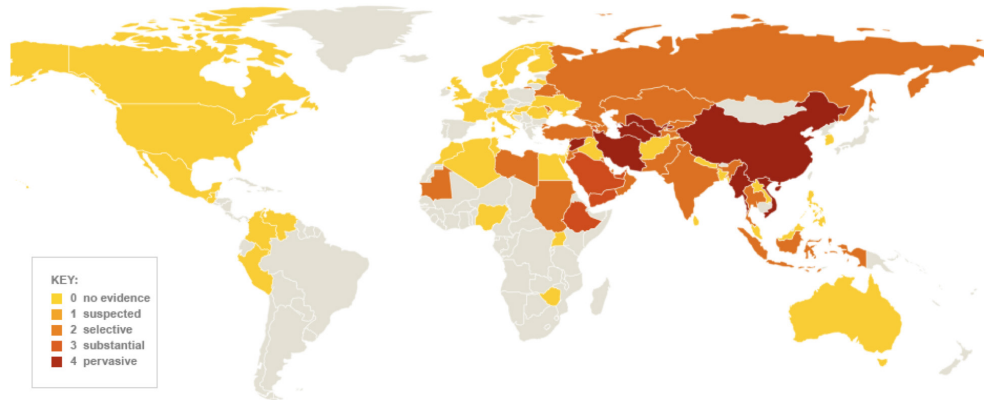 KEY:
0 no evidence
1 suspected
2 selective
3 substantial
4 pervasive